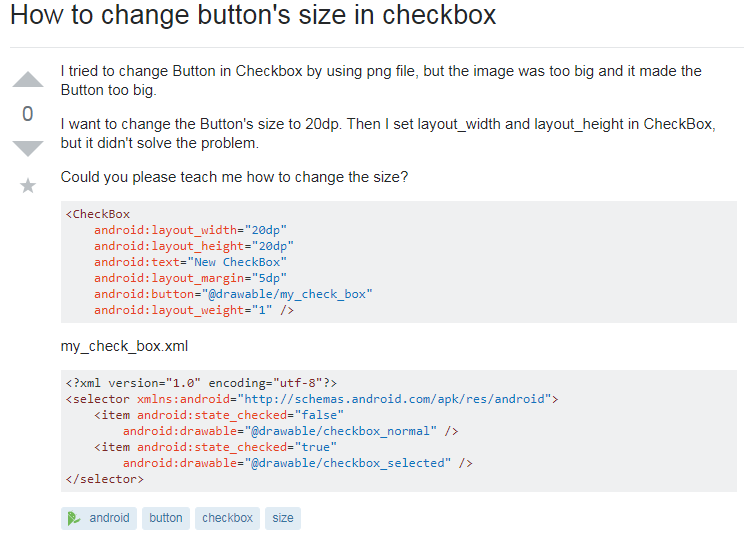 How to change button's size in checkbox
I tried to change Button in Checkbox by using png file, but the image was too big and it made the
Button too big.
0
I want to change the Button's size to 20dp. Then I set layout_width and layout_height in CheckBox,
but it didn't solve the problem.
Could you please teach me how to change the size?
<CheckBox
    android:layout_width="20dp"
    android:layout_height="20dp"
    android:text="New CheckBox"
    android:layout_margin="5dp"
    android:button="@drawable/my_check_box"
    android:layout_weight="1" />
my_check_box.xml
<?xml version="1.0" encoding="utf-8"?>
<selector xmlns:android="http://schemas.android.com/apk/res/android">
    <item android:state_checked="false"
        android:drawable="@drawable/checkbox_normal" />
    <item android:state_checked="true"
        android:drawable="@drawable/checkbox_selected" />
</selector>
android button checkbox size